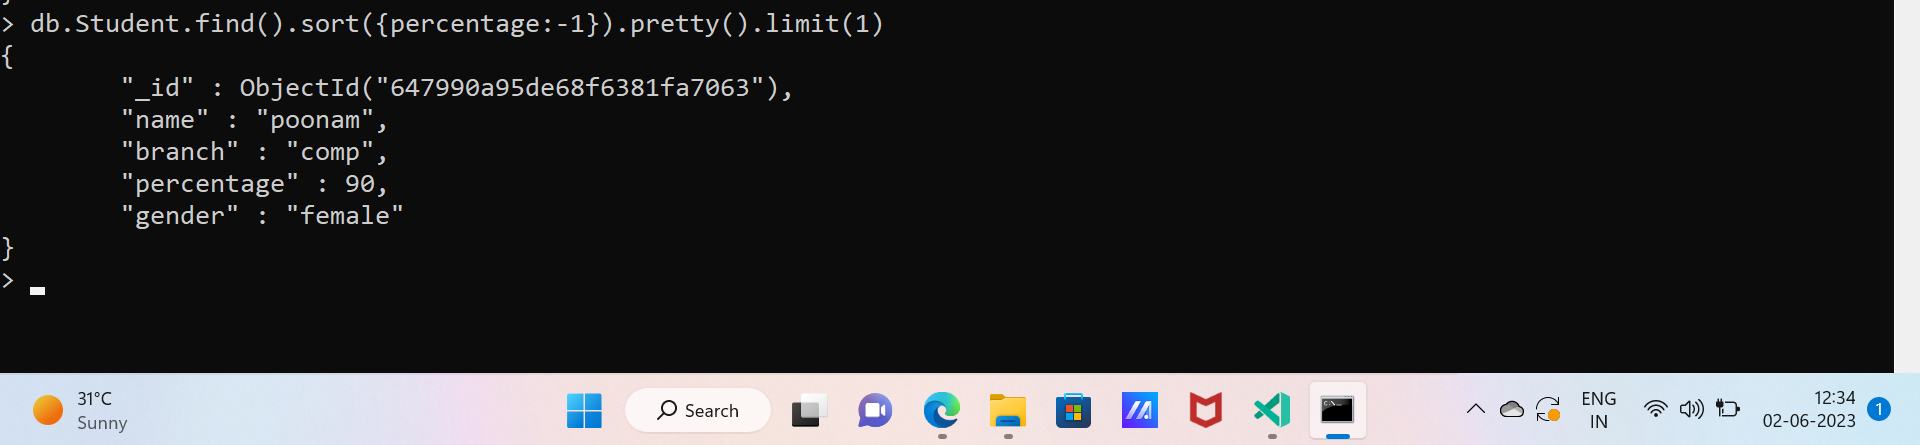 > db.Student.find().sort({percentage:-1}).pretty().limit(1)
{
"_id" : ObjectId("647990a95de68f6381fa7063"),
"name" : "poonam",
"branch" : "comp",
"percentage" : 90,
"gender" : "female"
}
>
31°C
Sunny
Search
ENG
IN
12:34
02-06-2023
1